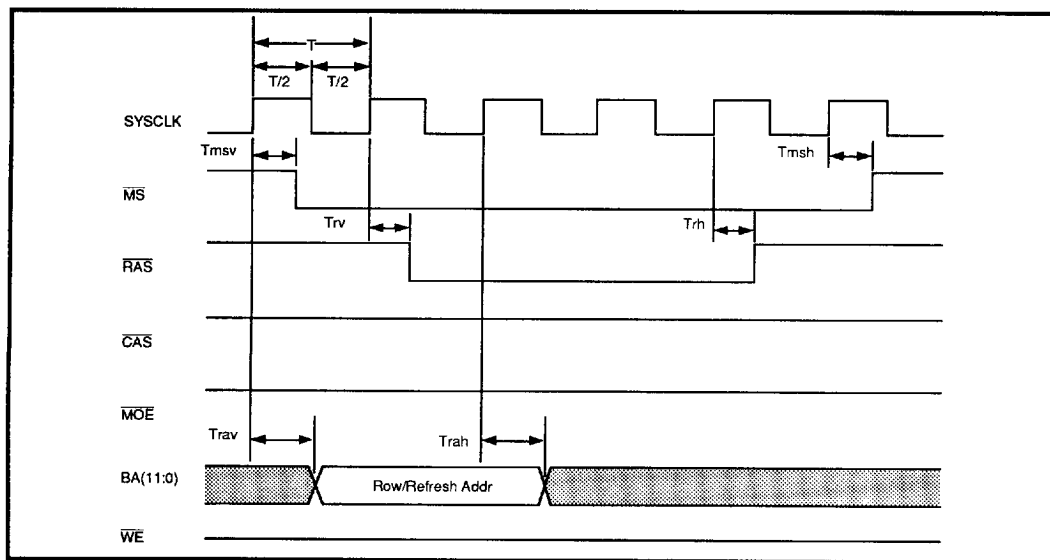 T
T/2 T/2
SYSCLK
Tmsv Tmsh
MS
Trv Trh
RAS
CAS
MOE
Trav Trah
BA(11:0) Row/Refresh Addr
WE